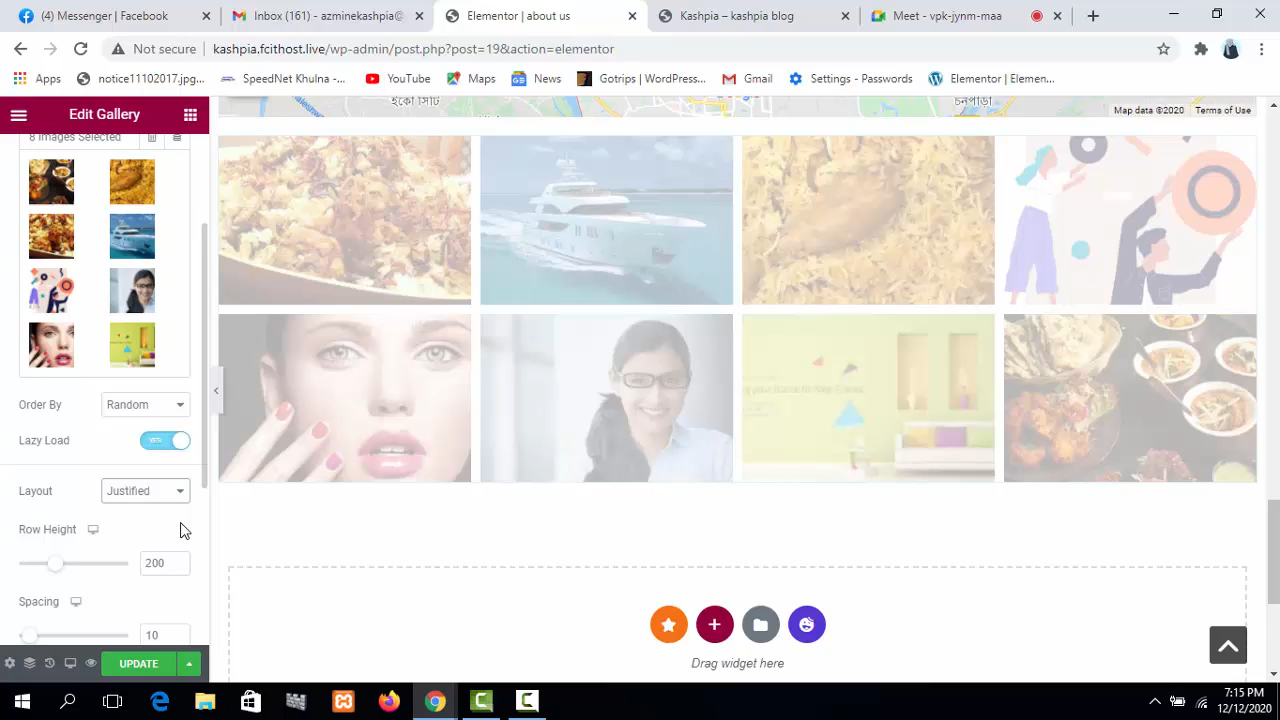 (4) Messenger | Facebook
Inbox (161) - azminekashpia@
Elementor | about us
Kashpia – kashpia blog
Meet - vpk-jynm-maa
Not secure
kashpia.fcithost.live/wp-admin/post.php?post=19&action=elementor
Apps
notice11102017.jpg...
SpeedNet Khulna -...
YouTube
Maps
News
Gotrips | WordPress...
Gmail
Settings - Passwords
Elementor | Elemen...
Edit Gallery
Map data ©2020
Terms of Use
8 Images Selected
Order By
Random
Lazy Load
YES
Layout
Justified
Row Height
200
Spacing
10
UPDATE
Drag widget here
7:15 PM
12/12/2020